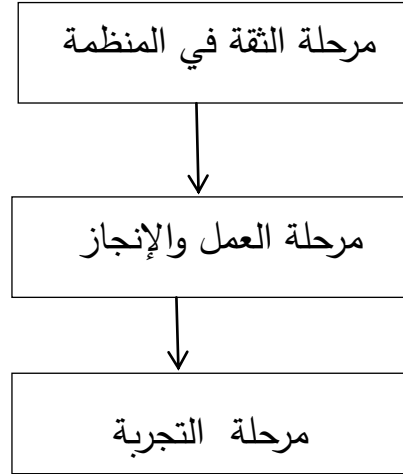 مرحلة الثقة في المنظمة
مرحلة العمل والإنجاز
مرحلة التجربة